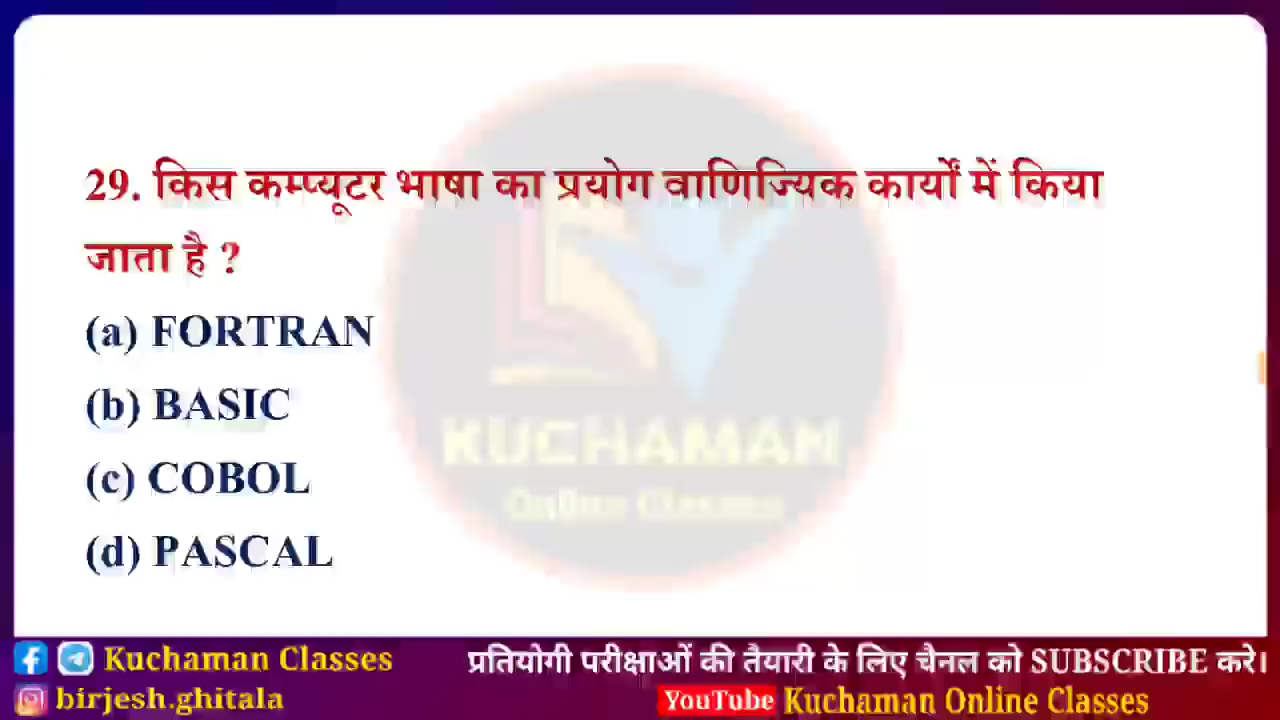 29. किस कम्प्यूटर भाषा का प्रयोग वाणिज्यिक कार्यों में किया
जाता है ?
(a) FORTRAN
(b) BASIC
(c) COBOL
(d) PASCAL
KUCHAMAN
Online Classes
Kuchaman Classes
birjesh.ghitala
प्रतियोगी परीक्षाओं की तैयारी के लिए चैनल को SUBSCRIBE करे।
YouTube Kuchaman Online Classes